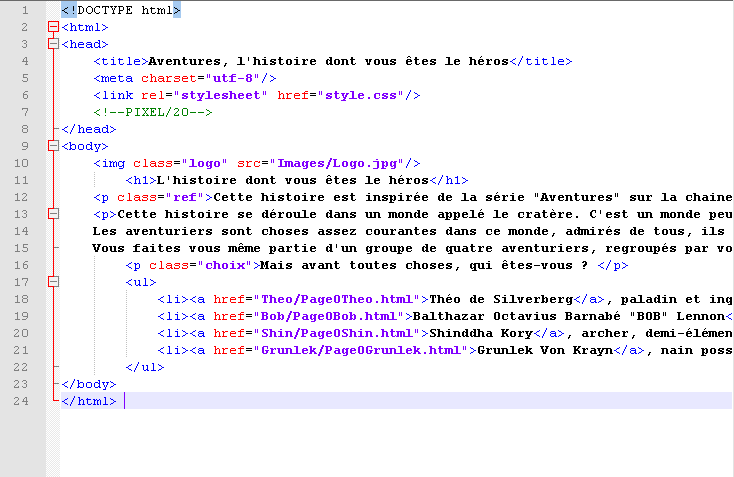 1 <!DOCTYPE html>
2 <html>
3 <head>
4 <title>Aventures, l'histoire dont vous êtes le héros</title>
5 <meta charset="utf-8"/>
6 <link rel="stylesheet" href="style.css"/>
7 <!--PIXEL/20-->
8 </head>
9 <body>
10 <img class="logo" src="Images/Logo.jpg"/>
11 <h1>L'histoire dont vous êtes le héros</h1>
12 <p class="ref">Cette histoire est inspirée de la série "Aventures" sur la chaine
13 <p>Cette histoire se déroule dans un monde appelé le cratère. C'est un monde peu
14 Les aventuriers sont choses assez courantes dans ce monde, admirés de tous, ils
15 Vous faites vous même partie d'un groupe de quatre aventuriers, regroupés par vo
16 <p class="choix">Mais avant toutes choses, qui êtes-vous ? </p>
17 <ul>
18 <li><a href="Theo/Page0Theo.html">Théo de Silverberg</a>, paladin et inq
19 <li><a href="Bob/Page0Bob.html">Balthazar Octavius Barnabé "BOB" Lennon<
20 <li><a href="Shin/Page0Shin.html">Shinddha Kory</a>, archer, demi-élémen
21 <li><a href="Grunlek/Page0Grunlek.html">Grunlek Von Krayn</a>, nain poss
22 </ul>
23 </body>
24 </html>